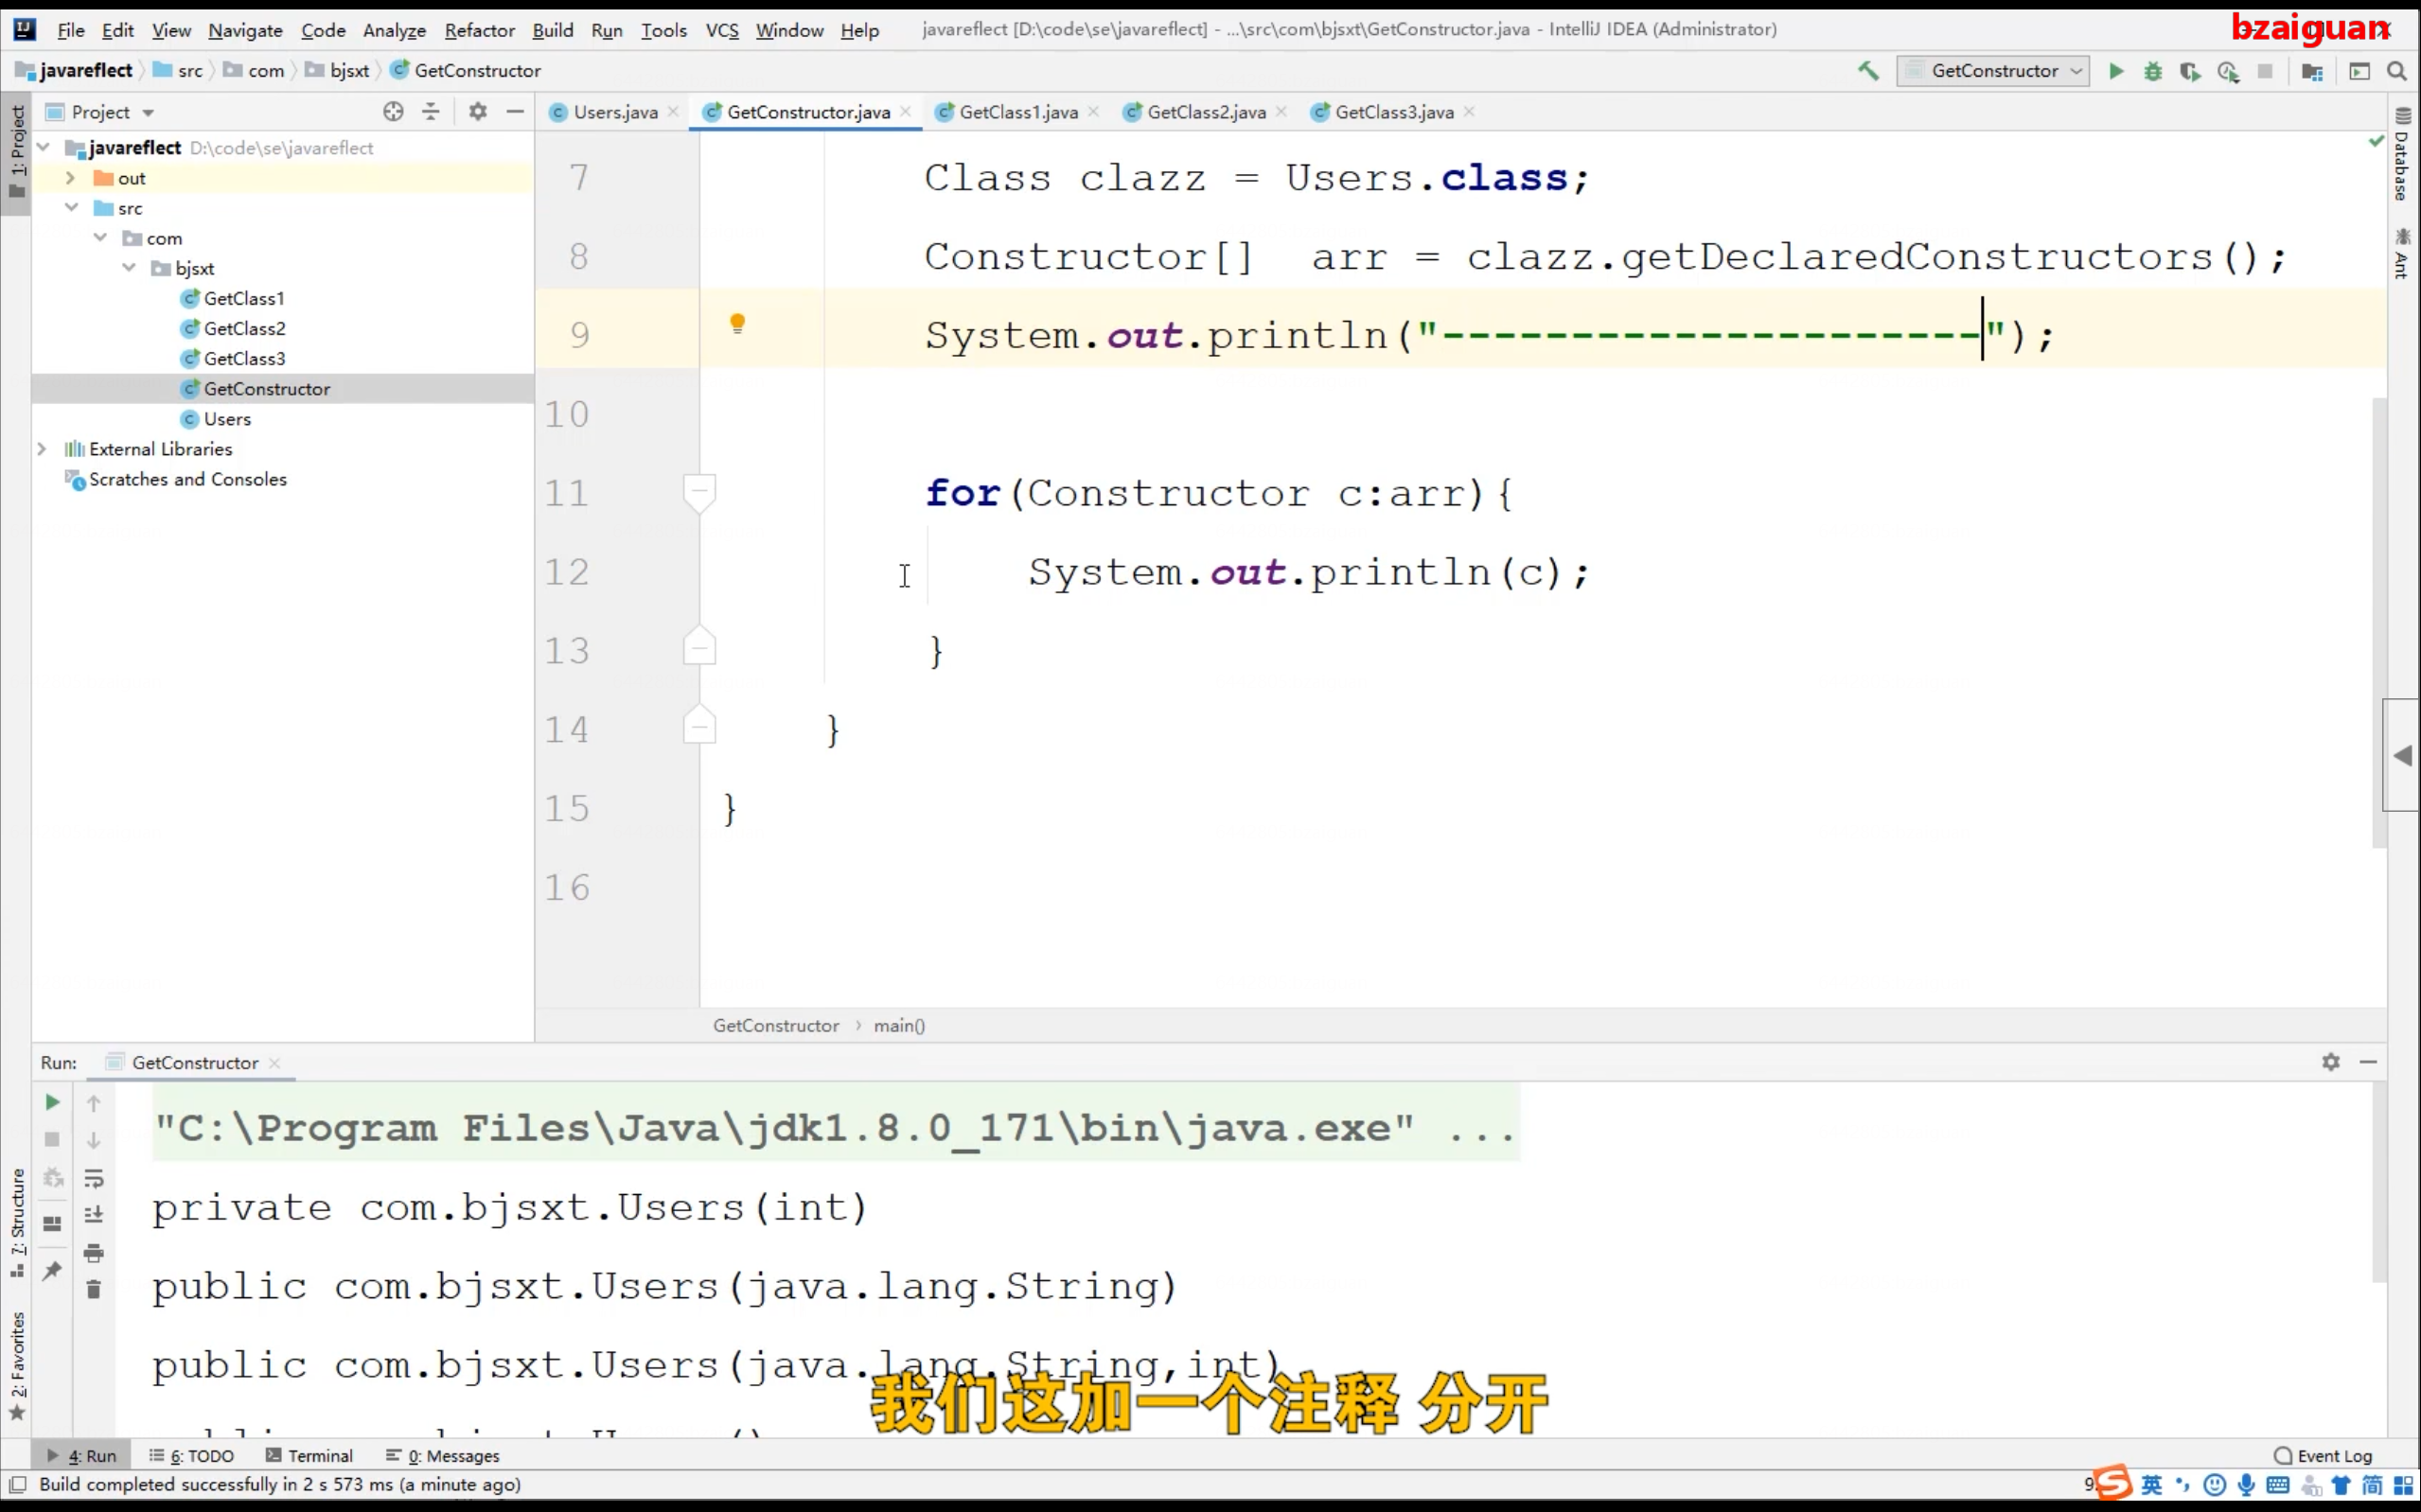 File Edit View Navigate Code Analyze Refactor Build Run Tools VCS Window Help javareflect [D:\code\se\javareflect] - ...\src\com\bjsxt\GetConstructor.java - IntelliJ IDEA (Administrator)
bzaiguan
javareflect src com bjsxt GetConstructor
GetConstructor
Project
Users.java GetConstructor.java GetClass1.java GetClass2.java GetClass3.java
javareflect D:\code\se\javareflect
out
src
com
bjsxt
GetClass1
GetClass2
GetClass3
GetConstructor
Users
External Libraries
Scratches and Consoles
7 Class clazz = Users.class;
8 Constructor[]  arr = clazz.getDeclaredConstructors();
9 System.out.println("---------------------");
10
11 for(Constructor c:arr){
12 System.out.println(c);
13 }
14 }
15 }
16
GetConstructor › main()
1: Project
7: Structure
2: Favorites
Database
Ant
Run: GetConstructor
"C:\Program Files\Java\jdk1.8.0_171\bin\java.exe" ...
private com.bjsxt.Users(int)
public com.bjsxt.Users(java.lang.String)
public com.bjsxt.Users(java.lang.String,int)
我们这加一个注释 分开
4: Run 6: TODO Terminal 0: Messages Event Log
Build completed successfully in 2 s 573 ms (a minute ago)
英 简